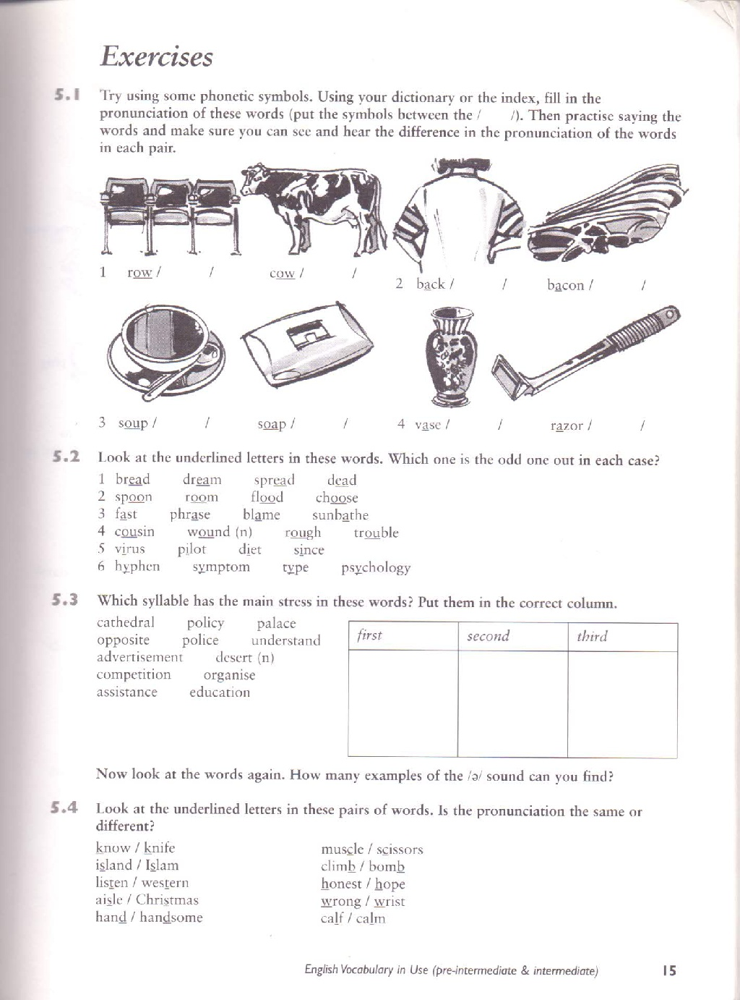 Exercises
5.1 Try using some phonetic symbols. Using your dictionary or the index, fill in the
pronunciation of these words (put the symbols between the / /). Then practise saying the
words and make sure you can see and hear the difference in the pronunciation of the words
in each pair.
1 row / / cow / /
2 back / / bacon / /
3 soup / / soap / / 4 vase / / razor / /
5.2 Look at the underlined letters in these words. Which one is the odd one out in each case?
1 bread dream spread dead
2 spoon room flood choose
3 fast phrase blame sunbathe
4 cousin wound (n) rough trouble
5 virus pilot diet since
6 hyphen symptom type psychology
5.3 Which syllable has the main stress in these words? Put them in the correct column.
cathedral policy palace
opposite police understand
advertisement desert (n)
competition organise
assistance education
first second third
Now look at the words again. How many examples of the /ə/ sound can you find?
5.4 Look at the underlined letters in these pairs of words. Is the pronunciation the same or
different?
know / knife
island / Islam
listen / western
aisle / Christmas
hand / handsome
muscle / scissors
climb / bomb
honest / hope
wrong / wrist
calf / calm
English Vocabulary in Use (pre-intermediate & intermediate) 15